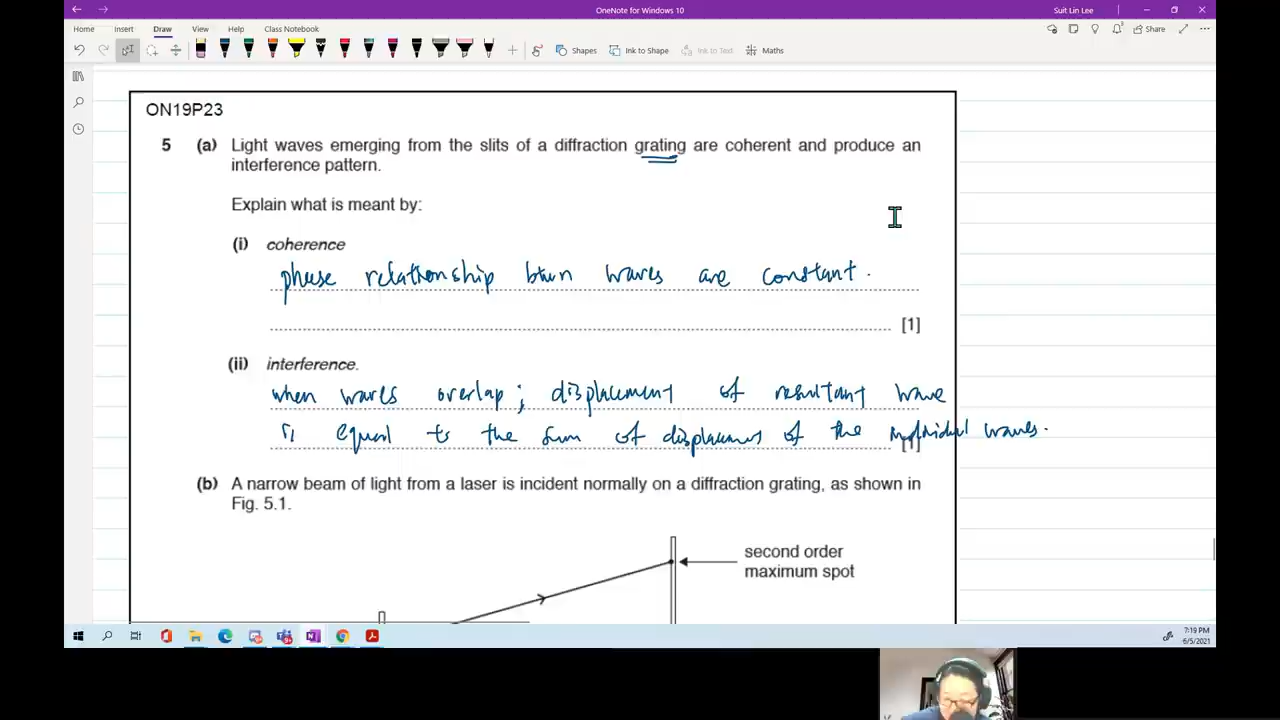 OneNote for Windows 10
Suit Lin Lee
Home Insert Draw View Help Class Notebook
Share
Shapes Ink to Shape Ink to Text Maths
ON19P23
5 (a) Light waves emerging from the slits of a diffraction grating are coherent and produce an
interference pattern.
Explain what is meant by:
(i) coherence
phase relationship btwn waves are constant.
[1]
(ii) interference.
when waves overlap; displacement of resultant wave
is equal to the sum of of the individual waves.
[1]
(b) A narrow beam of light from a laser is incident normally on a diffraction grating, as shown in
Fig. 5.1.
second order
maximum spot
7:19 PM
6/5/2021